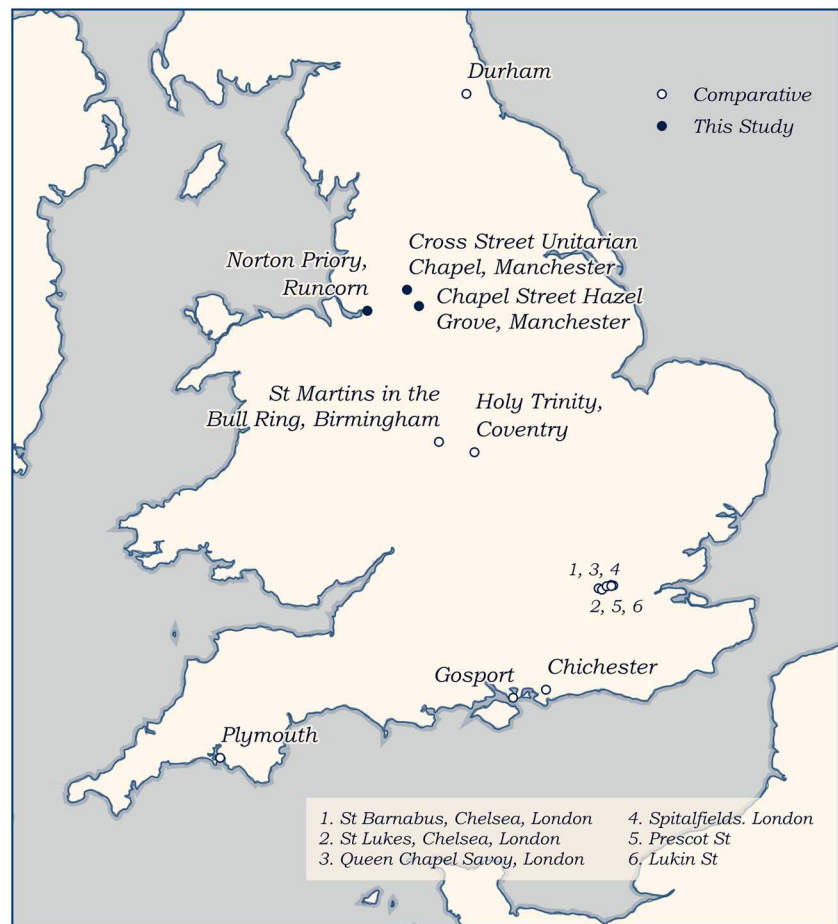 Durham
Comparative
This Study
Cross Street Unitarian
Chapel, Manchester
Norton Priory,
Runcorn
Chapel Street Hazel
Grove, Manchester
St Martins in the
Bull Ring, Birmingham
Holy Trinity,
Coventry
1, 3, 4
2, 5, 6
Gosport
Chichester
Plymouth
1. St Barnabus, Chelsea, London
2. St Lukes, Chelsea, London
3. Queen Chapel Savoy, London
4. Spitalfields. London
5. Prescot St
6. Lukin St